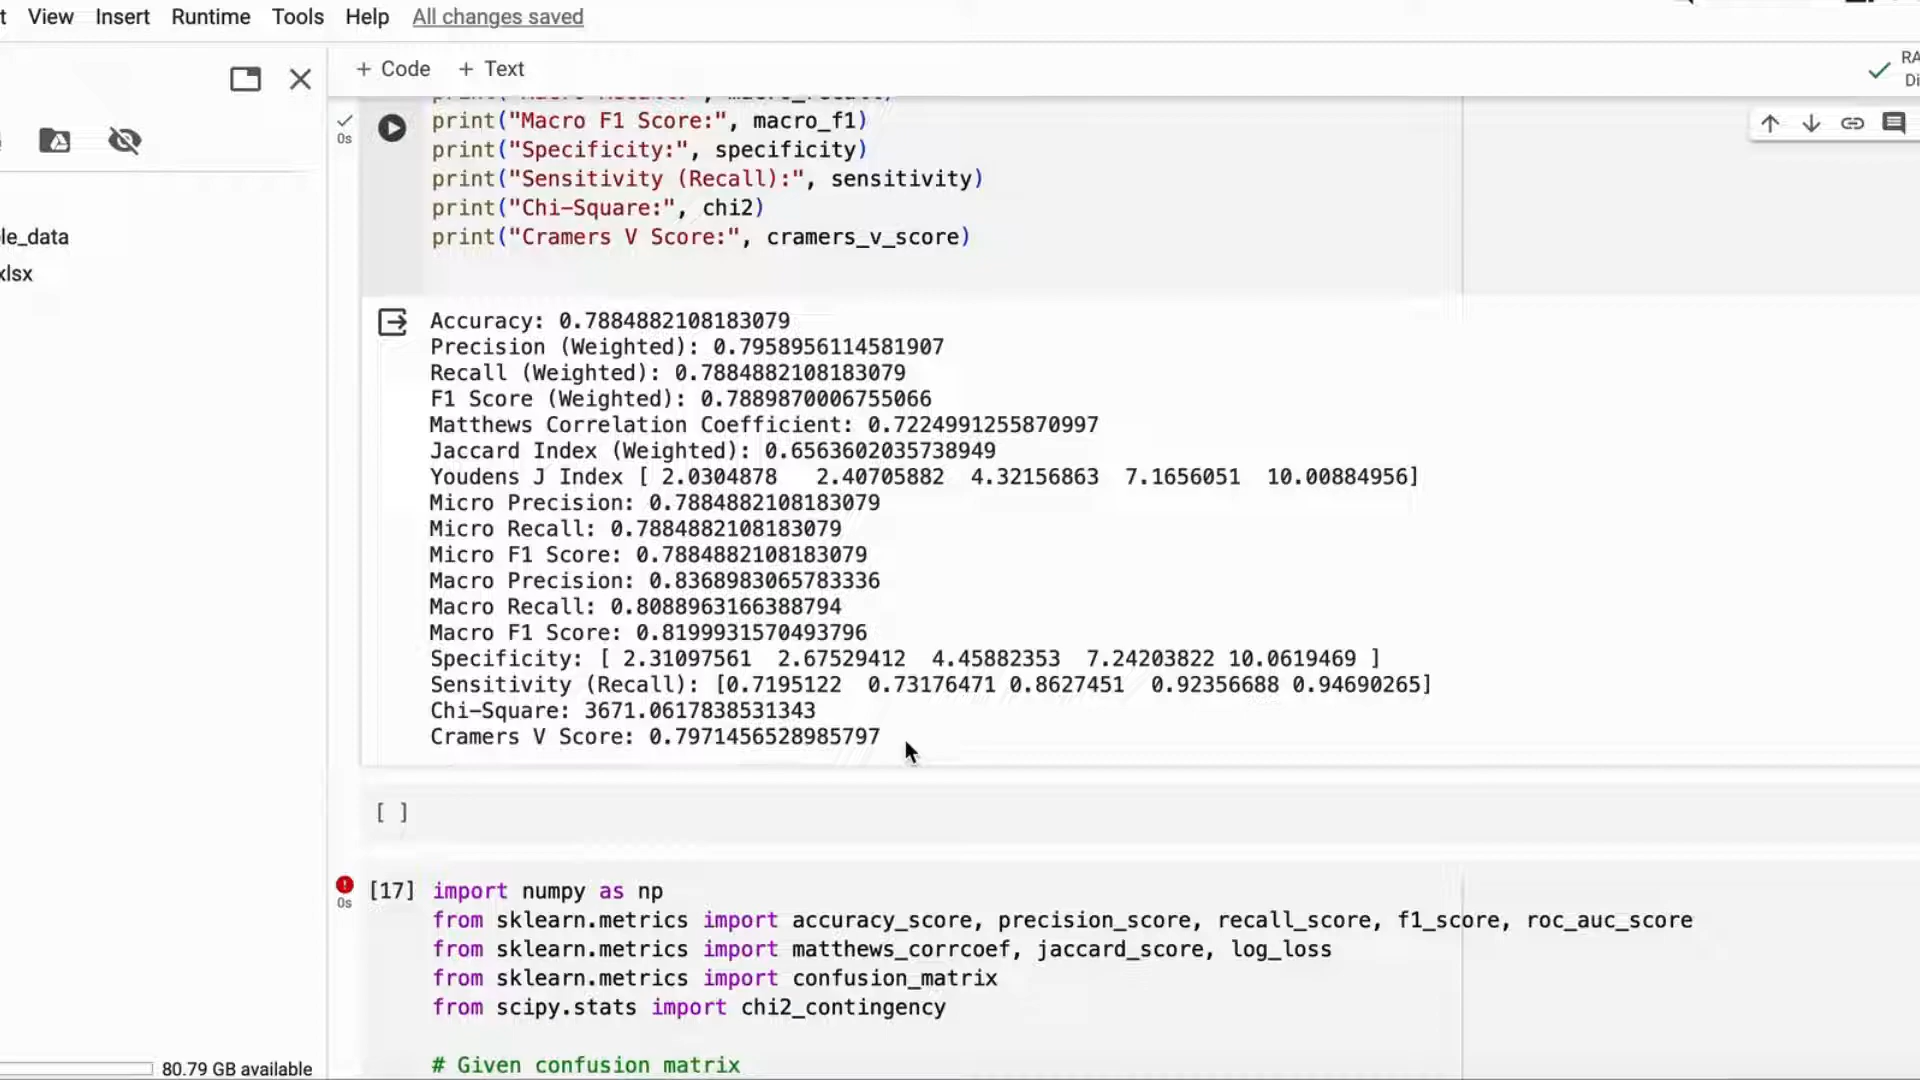 View Insert Runtime Tools Help All changes saved
+ Code + Text
RA
Di
print("Macro F1 Score:", macro_f1)
0s
print("Specificity:", specificity)
print("Sensitivity (Recall):", sensitivity)
print("Chi-Square:", chi2)
print("Cramers V Score:", cramers_v_score)
le_data
xlsx
Accuracy: 0.7884882108183079
Precision (Weighted): 0.7958956114581907
Recall (Weighted): 0.7884882108183079
F1 Score (Weighted): 0.7889870006755066
Matthews Correlation Coefficient: 0.7224991255870997
Jaccard Index (Weighted): 0.6563602035738949
Youdens J Index [ 2.0304878 2.40705882 4.32156863 7.1656051 10.00884956]
Micro Precision: 0.7884882108183079
Micro Recall: 0.7884882108183079
Micro F1 Score: 0.7884882108183079
Macro Precision: 0.8368983065783336
Macro Recall: 0.8088963166388794
Macro F1 Score: 0.8199931570493796
Specificity: [ 2.31097561 2.67529412 4.45882353 7.24203822 10.0619469 ]
Sensitivity (Recall): [0.7195122 0.73176471 0.8627451 0.92356688 0.94690265]
Chi-Square: 3671.0617838531343
Cramers V Score: 0.7971456528985797
[ ]
[17] import numpy as np
0s
from sklearn.metrics import accuracy_score, precision_score, recall_score, f1_score, roc_auc_score
from sklearn.metrics import matthews_corrcoef, jaccard_score, log_loss
from sklearn.metrics import confusion_matrix
from scipy.stats import chi2_contingency
# Given confusion matrix
80.79 GB available